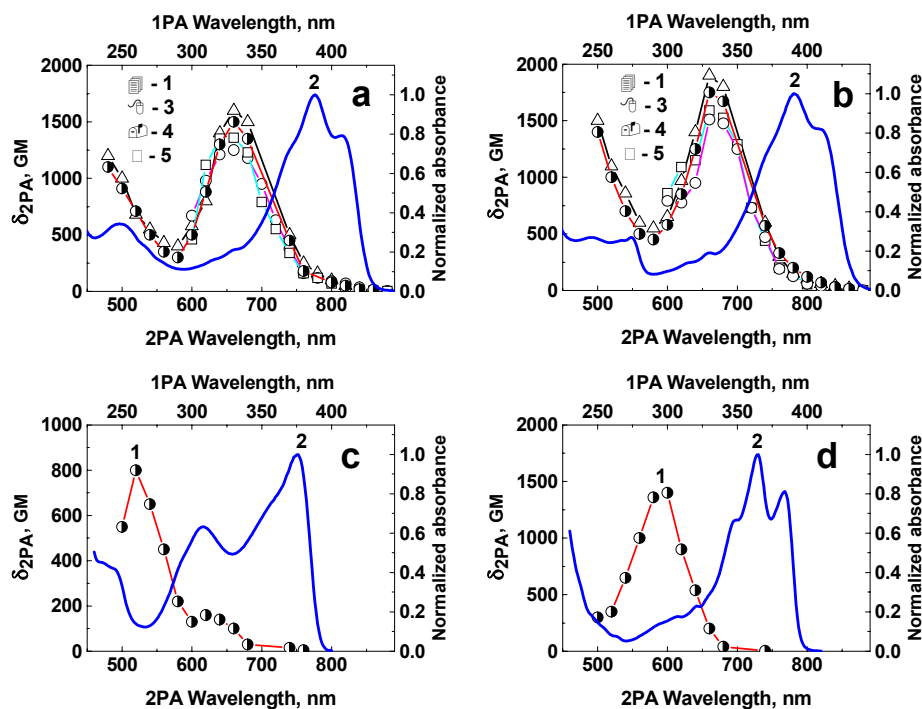 1PA Wavelength, nm
1PA Wavelength, nm
250 300 350 400
250 300 350 400
2000
1500
1000
500
0
δ2PA, GM
- 1
- 3
- 4
- 5
2
a
1.0
0.8
0.6
0.4
0.2
0.0
Normalized absorbance
500 600 700 800
2PA Wavelength, nm
2000
1500
1000
500
0
δ2PA, GM
- 1
- 3
- 4
- 5
2
b
1.0
0.8
0.6
0.4
0.2
0.0
Normalized absorbance
500 600 700 800
2PA Wavelength, nm
1PA Wavelength, nm
250 300 350 400
1000
800
600
400
200
0
δ2PA, GM
1
2
c
1.0
0.8
0.6
0.4
0.2
0.0
Normalized absorbance
500 600 700 800
2PA Wavelength, nm
1PA Wavelength, nm
250 300 350 400
2000
1500
1000
500
0
δ2PA, GM
1
2
d
1.0
0.8
0.6
0.4
0.2
0.0
Normalized absorbance
500 600 700 800
2PA Wavelength, nm